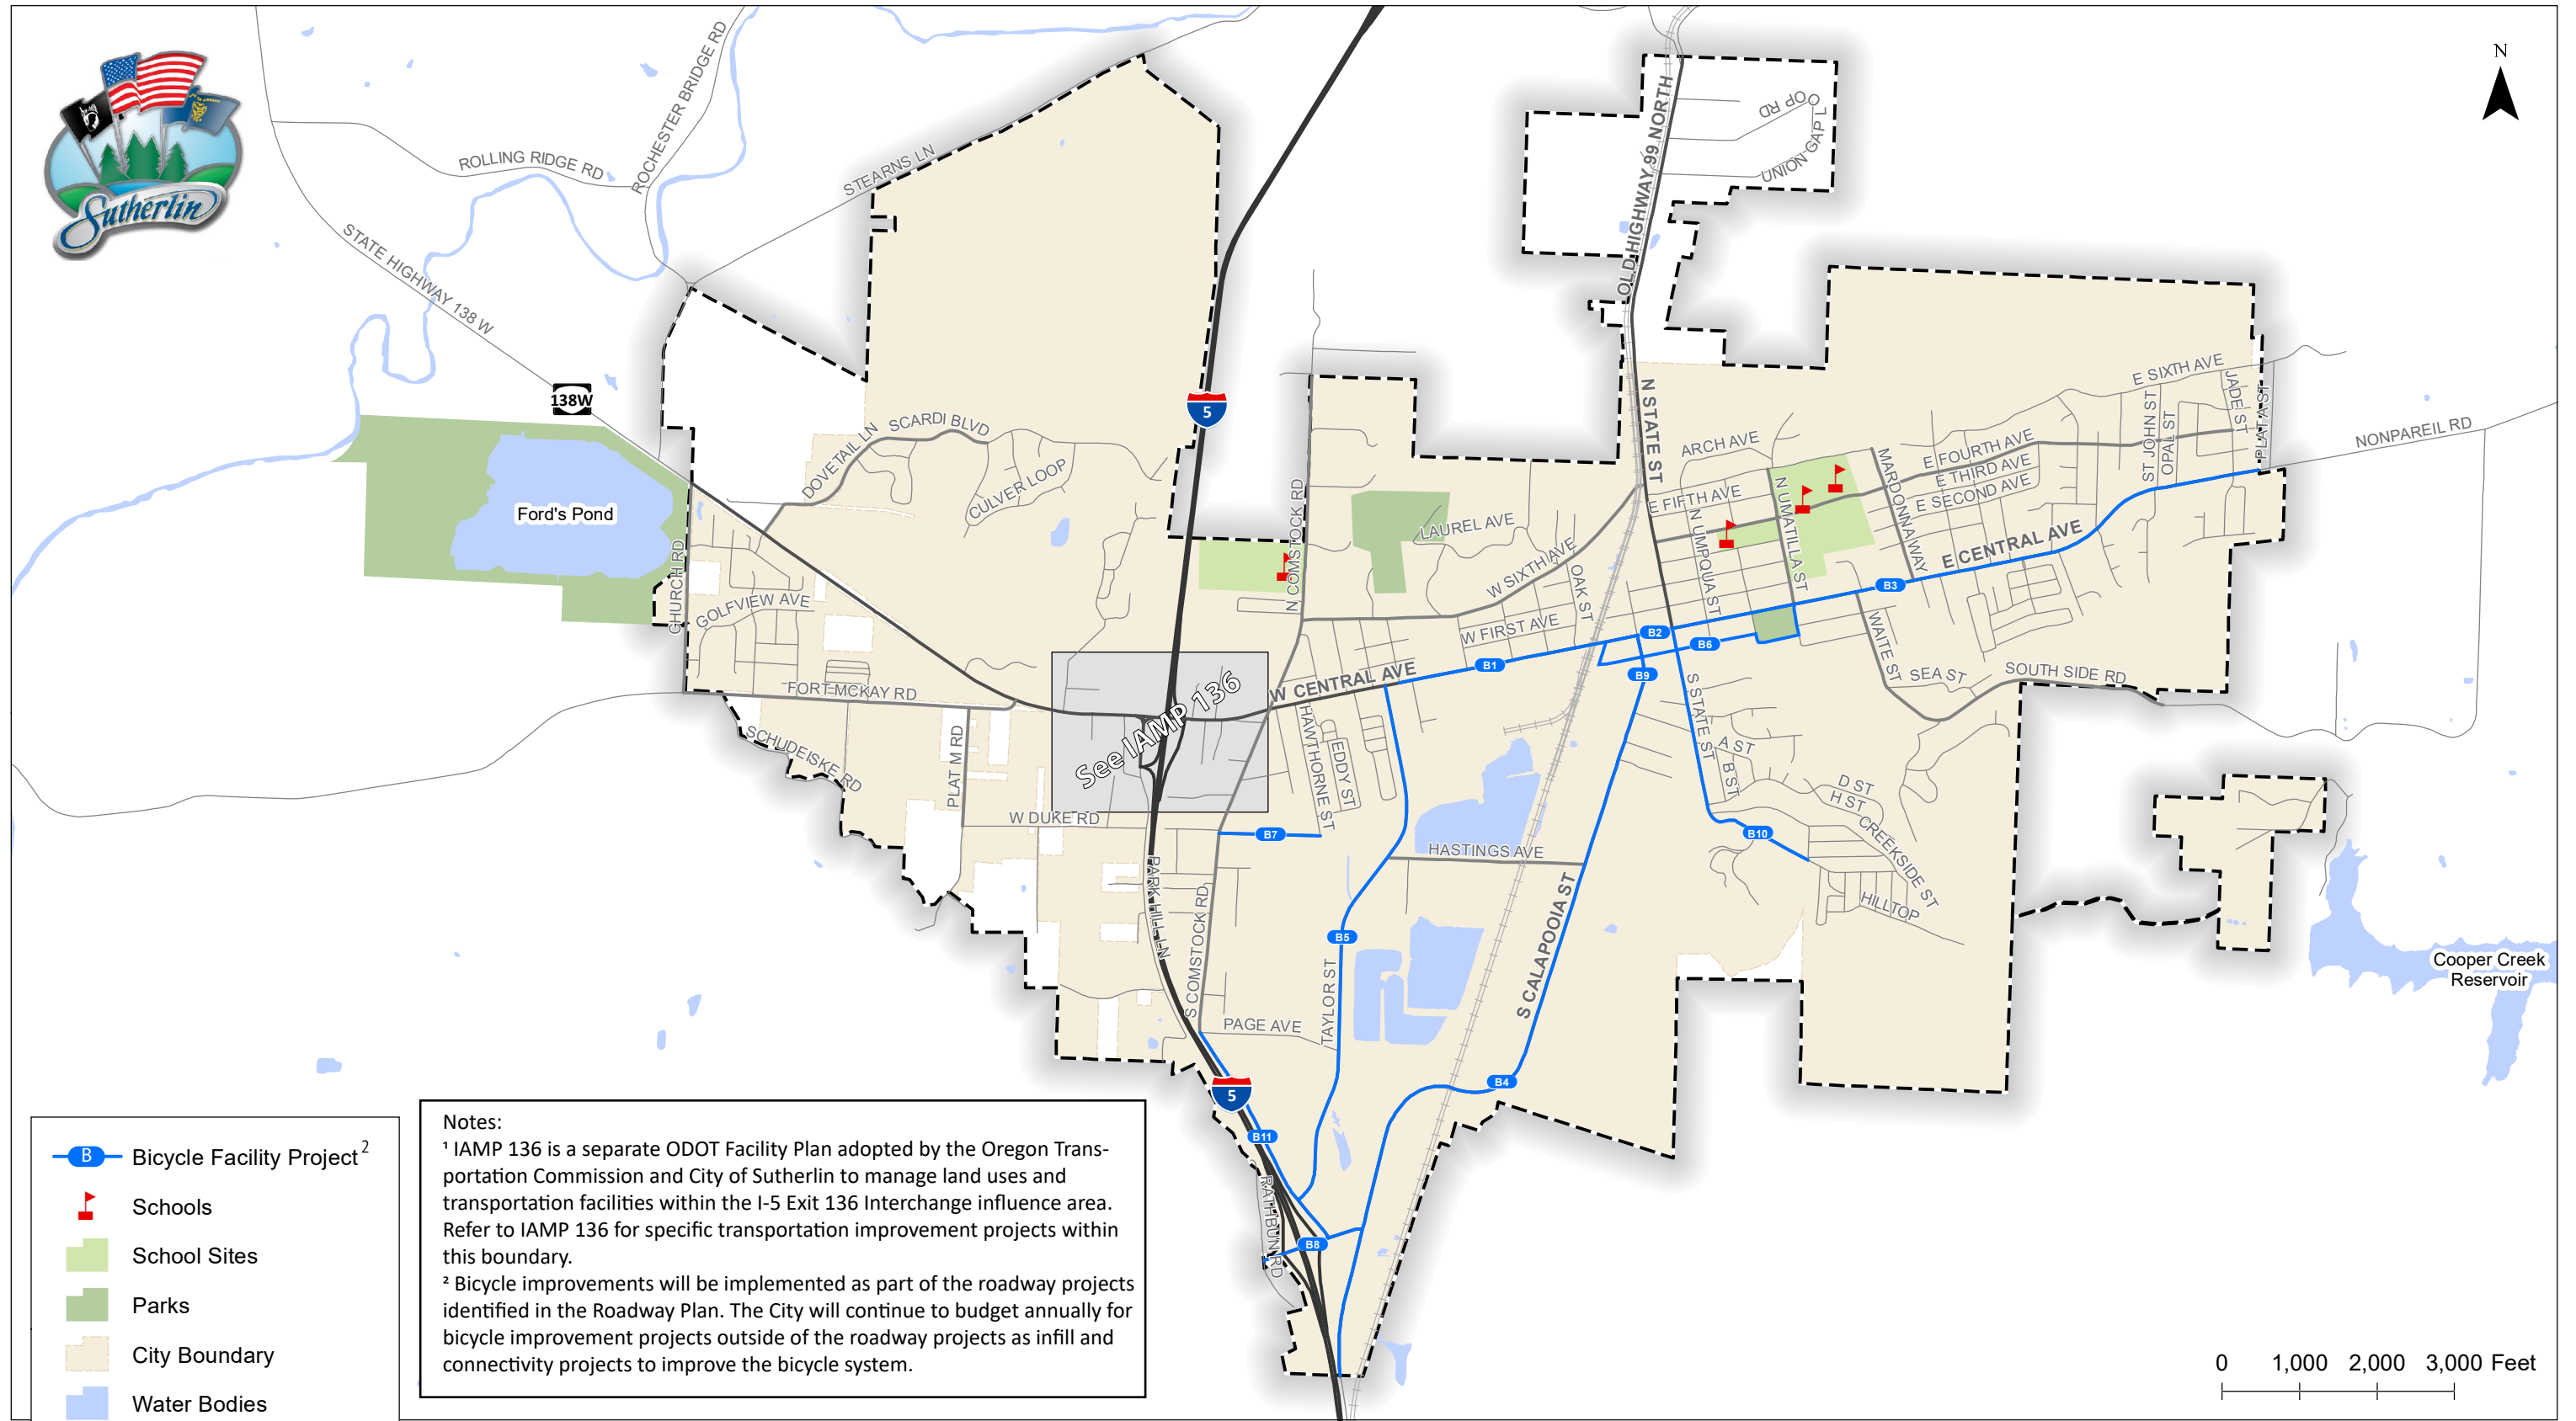 N
Sutherlin
ROCHESTER BRIDGE RD
ROLLING RIDGE RD
STEARNS LN
STATE HIGHWAY 138 W
138W
OLD HIGHWAY 99 NORTH
OP RD
UNION GAP L
5
SCARDI BLVD
DOVETAIL LN
CULVER LOOP
Ford's Pond
CHURCH RD
GOLFVIEW AVE
FORT MCKAY RD
SCHUDEISKE RD
PLAT M RD
W DUKE RD
See IAMP 136
N COMSTOCK RD
LAUREL AVE
W SIXTH AVE
OAK ST
W FIRST AVE
W CENTRAL AVE
N STATE ST
ARCH AVE
E FIFTH AVE
N UMPQUA ST
N UMATILLA ST
MARDONNA WAY
E FOURTH AVE
E THIRD AVE
E SECOND AVE
E SIXTH AVE
JADE ST
ST JOHN ST
OPAL ST
PLAT A ST
NONPAREIL RD
E CENTRAL AVE
B3
B2
B6
B1
B9
WAITE ST
SEA ST
SOUTH SIDE RD
S STATE ST
A ST
B ST
D ST
H ST
CREEKSIDE ST
HILLTOP
B10
HAWTHORNE ST
EDDY ST
B7
HASTINGS AVE
S CALAPOOIA ST
B5
TAYLOR ST
PARK HILL LN
S COMSTOCK RD
PAGE AVE
B4
5
B11
B8
RATHBUN RD
Cooper Creek
Reservoir
B
Bicycle Facility Project 2
Schools
School Sites
Parks
City Boundary
Water Bodies
Notes:
¹ IAMP 136 is a separate ODOT Facility Plan adopted by the Oregon Trans-
portation Commission and City of Sutherlin to manage land uses and
transportation facilities within the I-5 Exit 136 Interchange influence area.
Refer to IAMP 136 for specific transportation improvement projects within
this boundary.
² Bicycle improvements will be implemented as part of the roadway projects
identified in the Roadway Plan. The City will continue to budget annually for
bicycle improvement projects outside of the roadway projects as infill and
connectivity projects to improve the bicycle system.
0 1,000 2,000 3,000 Feet